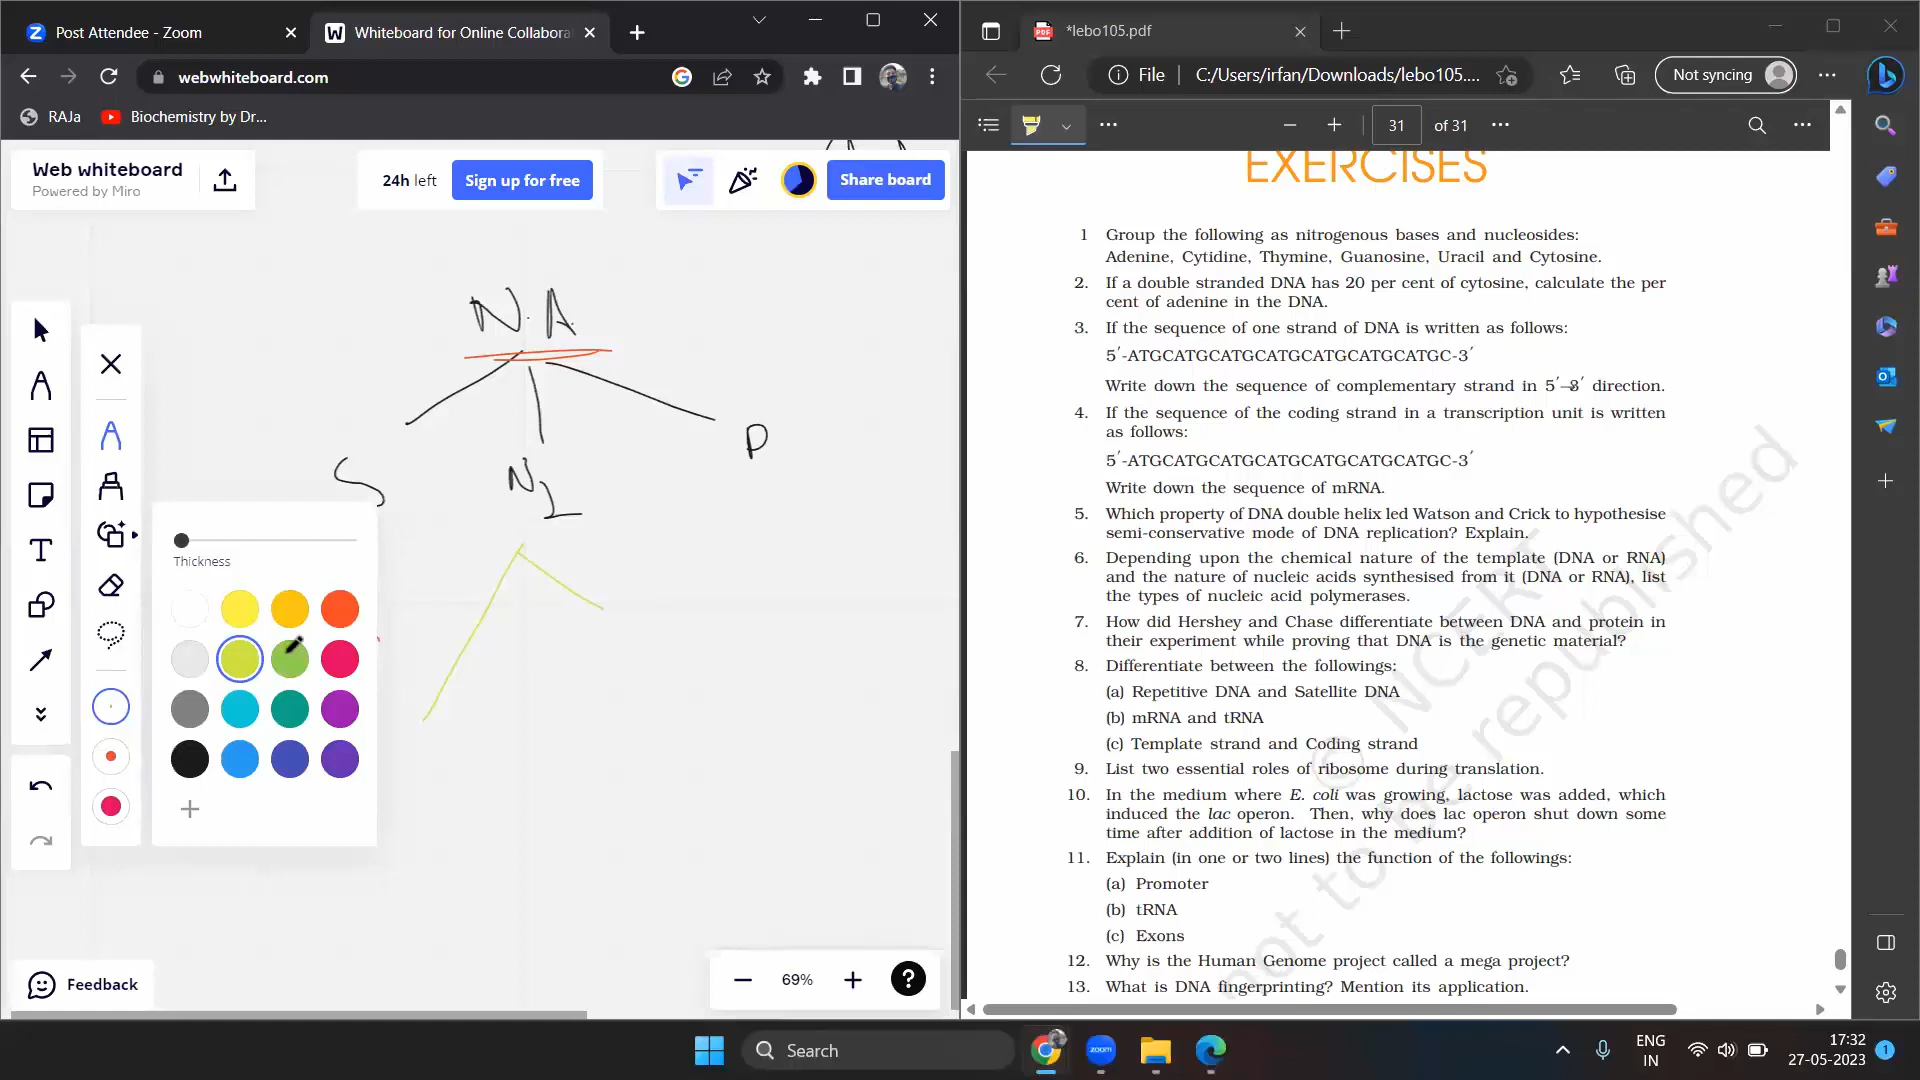 Post Attendee - Zoom
Whiteboard for Online Collabora
webwhiteboard.com
RAJa
Biochemistry by Dr...
Web whiteboard
Powered by Miro
24h left
Sign up for free
Share board
N.A
S
N2
P
Thickness
Feedback
69%
*lebo105.pdf
File
C:/Users/irfan/Downloads/lebo105....
Not syncing
31 of 31
EXERCISES
1 Group the following as nitrogenous bases and nucleosides:
Adenine, Cytidine, Thymine, Guanosine, Uracil and Cytosine.
2. If a double stranded DNA has 20 per cent of cytosine, calculate the per
cent of adenine in the DNA.
3. If the sequence of one strand of DNA is written as follows:
5′-ATGCATGCATGCATGCATGCATGCATGC-3′
Write down the sequence of complementary strand in 5′→3′ direction.
4. If the sequence of the coding strand in a transcription unit is written
as follows:
5′-ATGCATGCATGCATGCATGCATGCATGC-3′
Write down the sequence of mRNA.
5. Which property of DNA double helix led Watson and Crick to hypothesise
semi-conservative mode of DNA replication? Explain.
6. Depending upon the chemical nature of the template (DNA or RNA)
and the nature of nucleic acids synthesised from it (DNA or RNA), list
the types of nucleic acid polymerases.
7. How did Hershey and Chase differentiate between DNA and protein in
their experiment while proving that DNA is the genetic material?
8. Differentiate between the followings:
(a) Repetitive DNA and Satellite DNA
(b) mRNA and tRNA
(c) Template strand and Coding strand
9. List two essential roles of ribosome during translation.
10. In the medium where E. coli was growing, lactose was added, which
induced the lac operon. Then, why does lac operon shut down some
time after addition of lactose in the medium?
11. Explain (in one or two lines) the function of the followings:
(a) Promoter
(b) tRNA
(c) Exons
12. Why is the Human Genome project called a mega project?
13. What is DNA fingerprinting? Mention its application.
© NCERT
not to be republished
Search
zoom
ENG
IN
17:32
27-05-2023
1